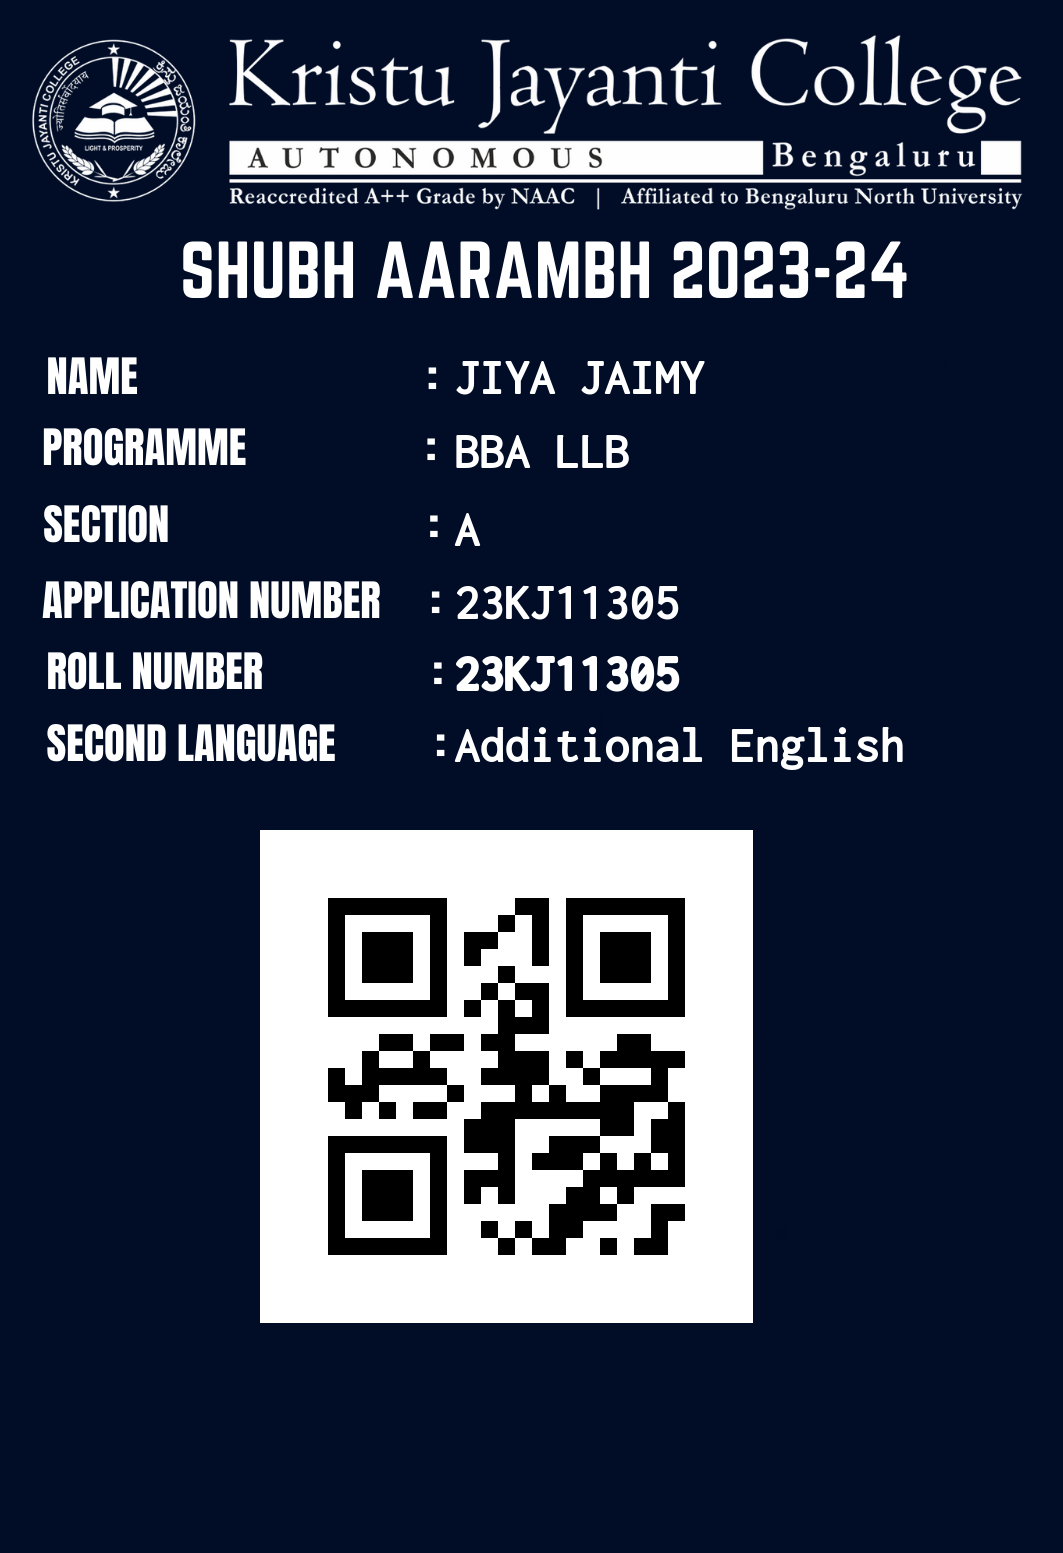 Kristu Jayanti College
AUTONOMOUS Bengaluru
Reaccredited A++ Grade by NAAC | Affiliated to Bengaluru North University
KRISTU JAYANTI COLLEGE
ಕ್ರಿಸ್ತು ಜಯಂತಿ ಕಾಲೇಜು
LIGHT & PROSPERITY
SHUBH AARAMBH 2023-24
NAME : JIYA JAIMY
PROGRAMME : BBA LLB
SECTION : A
APPLICATION NUMBER : 23KJ11305
ROLL NUMBER : 23KJ11305
SECOND LANGUAGE : Additional English